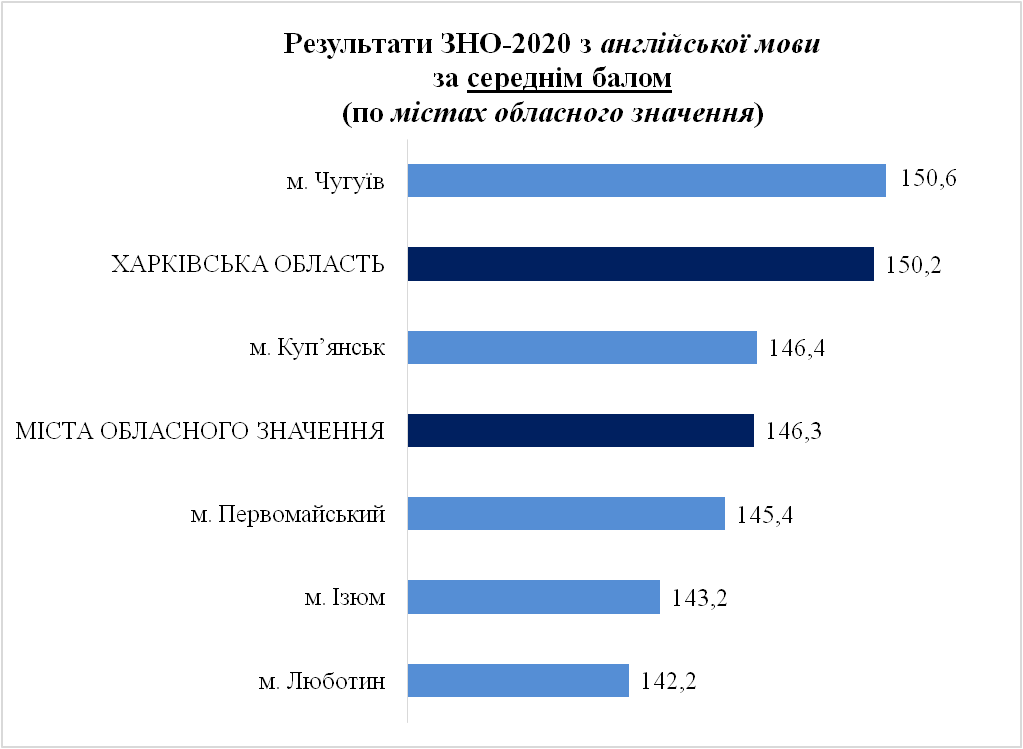 Результати ЗНО-2020 з англійської мови
за середнім балом
(по містах обласного значення)
м. Чугуїв 150,6
ХАРКІВСЬКА ОБЛАСТЬ 150,2
м. Куп’янськ 146,4
МІСТА ОБЛАСНОГО ЗНАЧЕННЯ 146,3
м. Первомайський 145,4
м. Ізюм 143,2
м. Люботин 142,2